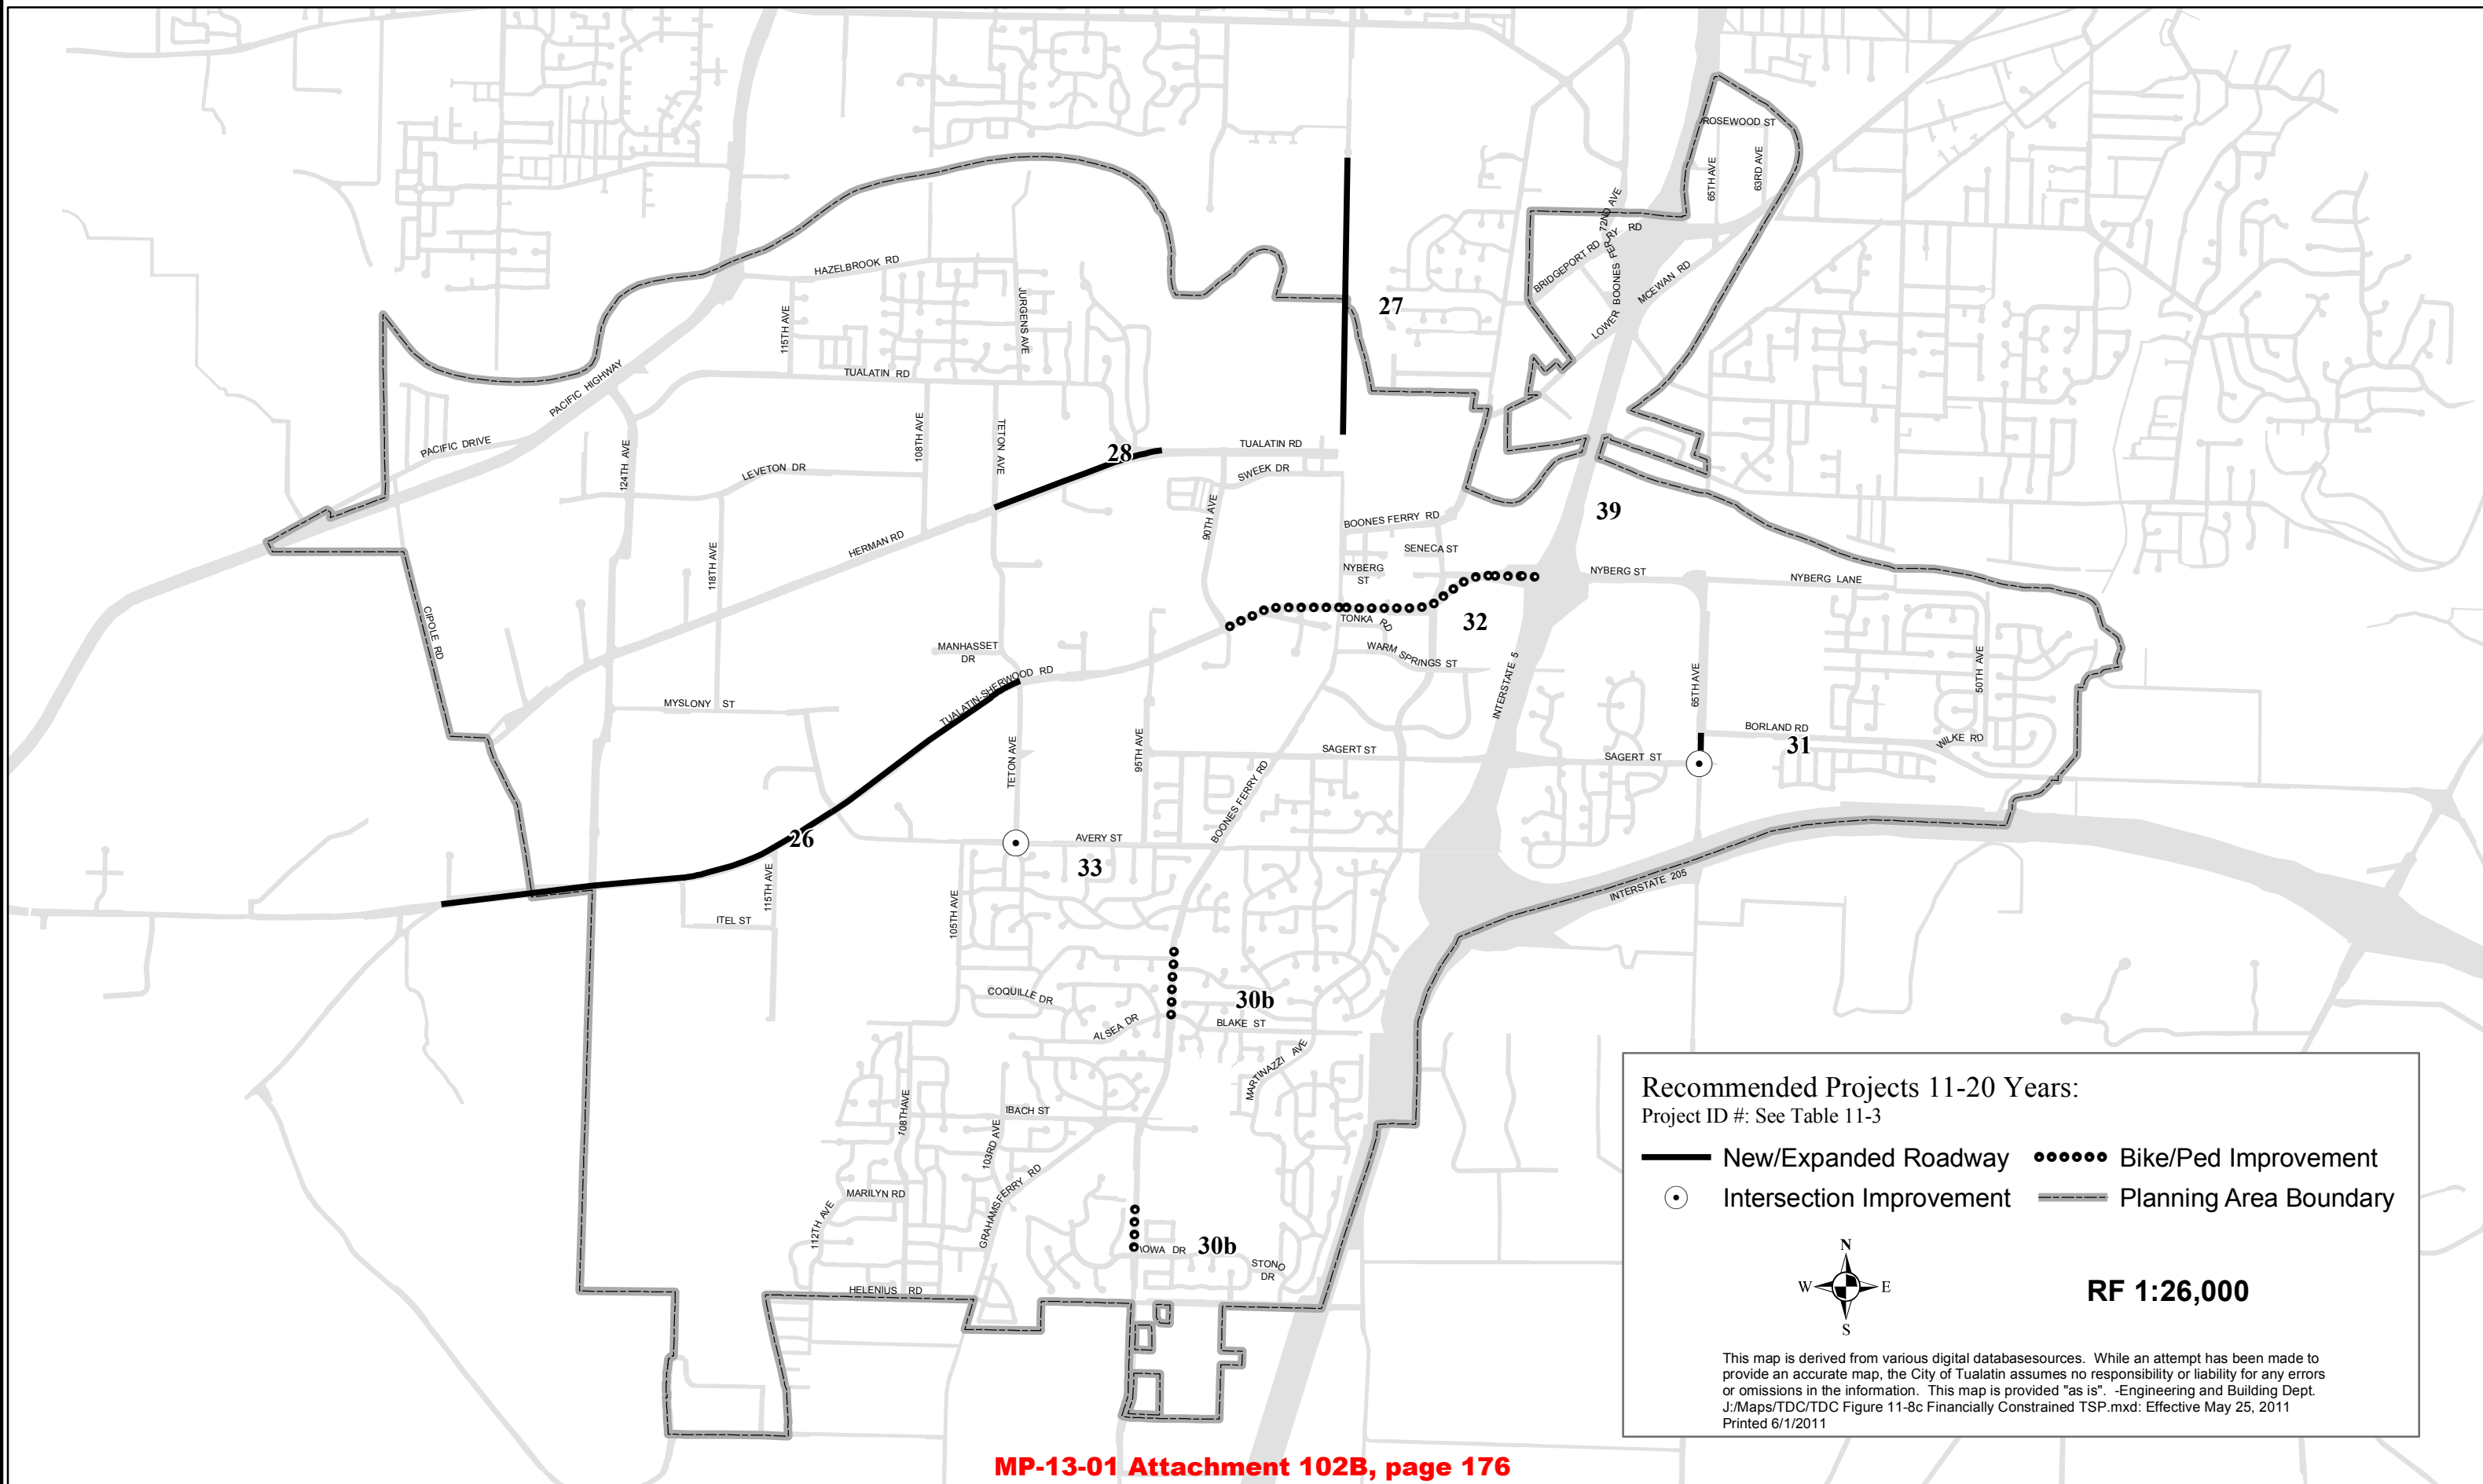 ROSEWOOD ST
65TH AVE
63RD AVE
72ND AVE
BRIDGEPORT RD
RY RD
LOWER BOONES FER
MCEWAN RD
27
HAZELBROOK RD
JURGENS AVE
115TH AVE
TUALATIN RD
PACIFIC HIGHWAY
PACIFIC DRIVE
124TH AVE
108TH AVE
TETON AVE
28
TUALATIN RD
LEVETON DR
SWEEK DR
90TH AVE
BOONES FERRY RD
39
HERMAN RD
118TH AVE
SENECA ST
NYBERG
ST
NYBERG ST
NYBERG LANE
CIPOLE RD
TONKA RD
32
MANHASSET
DR
WARM SPRINGS ST
TUALATIN-SHERWOOD RD
INTERSTATE 5
65TH AVE
50TH AVE
MYSLONY ST
BORLAND RD
31
WILKE RD
TETON AVE
95TH AVE
SAGERT ST
SAGERT ST
BOONES FERRY RD
26
AVERY ST
33
115TH AVE
105TH AVE
INTERSTATE 205
ITEL ST
COQUILLE DR
30b
ALSEA DR
BLAKE ST
MARTINAZZI AVE
108TH AVE
IBACH ST
103RD AVE
GRAHAMS FERRY RD
MARILYN RD
112TH AVE
IOWA DR
30b
STONO
DR
HELENIUS RD
Recommended Projects 11-20 Years:
Project ID #: See Table 11-3
New/Expanded Roadway
Bike/Ped Improvement
Intersection Improvement
Planning Area Boundary
N
W
E
S
RF 1:26,000
This map is derived from various digital databasesources. While an attempt has been made to
provide an accurate map, the City of Tualatin assumes no responsibility or liability for any errors
or omissions in the information. This map is provided "as is". -Engineering and Building Dept.
J:/Maps/TDC/TDC Figure 11-8c Financially Constrained TSP.mxd: Effective May 25, 2011
Printed 6/1/2011
MP-13-01 Attachment 102B, page 176